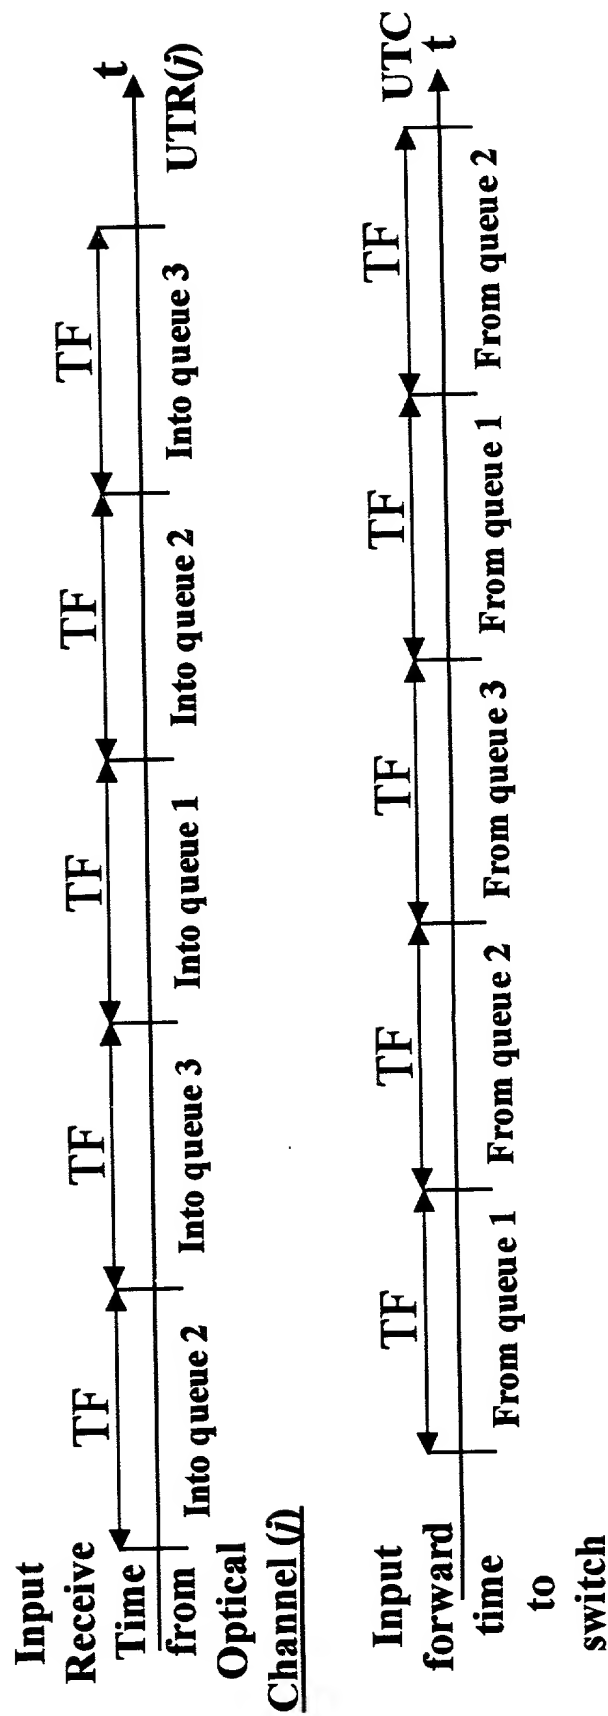 Input
Receive
Time
from
Optical
Channel (j)
TF
TF
TF
TF
TF
t
Into queue 2
Into queue 3
Into queue 1
Into queue 2
Into queue 3
UTR(j)
Input
forward
time
to
switch
TF
TF
TF
TF
TF
UTC
t
From queue 1
From queue 2
From queue 3
From queue 1
From queue 2